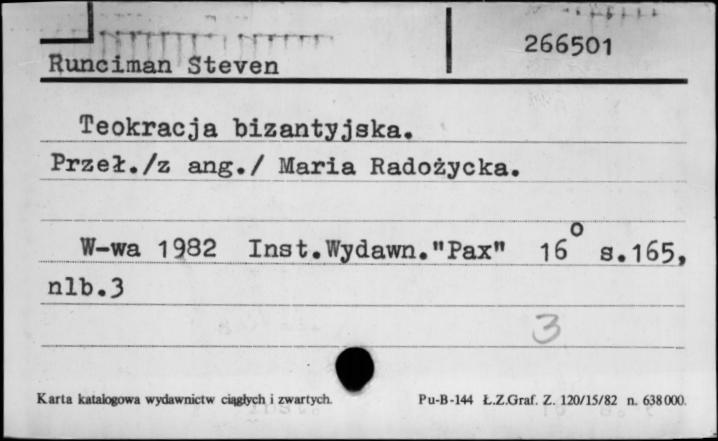 266501
Runciman Steven
Teokracja bizantyjska.
Przeł./z ang./ Maria Radożycka.
W-wa 1982 Inst.Wydawn."Pax" 16° s.165,
nlb.3
3
Karta katalogowa wydawnictw ciągłych i zwartych. Pu-B-144 Ł.Z.Graf. Z. 120/15/82 n. 638000.